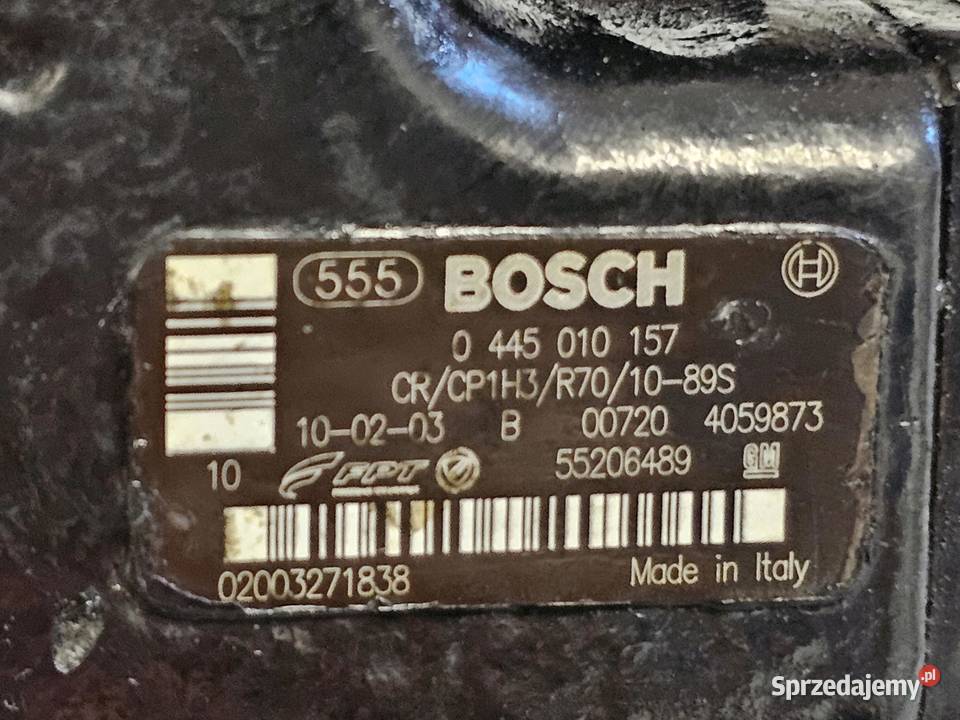 555 BOSCH
0 445 010 157
CR/CP1H3/R70/10-89S
10-02-03 B 00720 4059873
10 FPT 55206489 GM
02003271838 Made in Italy
Sprzedajemy.pl